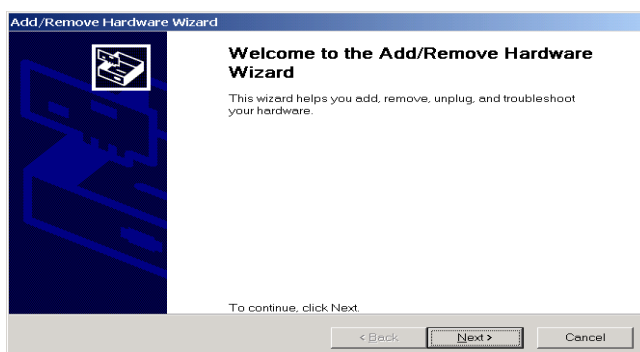 Add/Remove Hardware Wizard
Welcome to the Add/Remove Hardware
Wizard
This wizard helps you add, remove, unplug, and troubleshoot
your hardware.
To continue, click Next.
< Back
Next >
Cancel